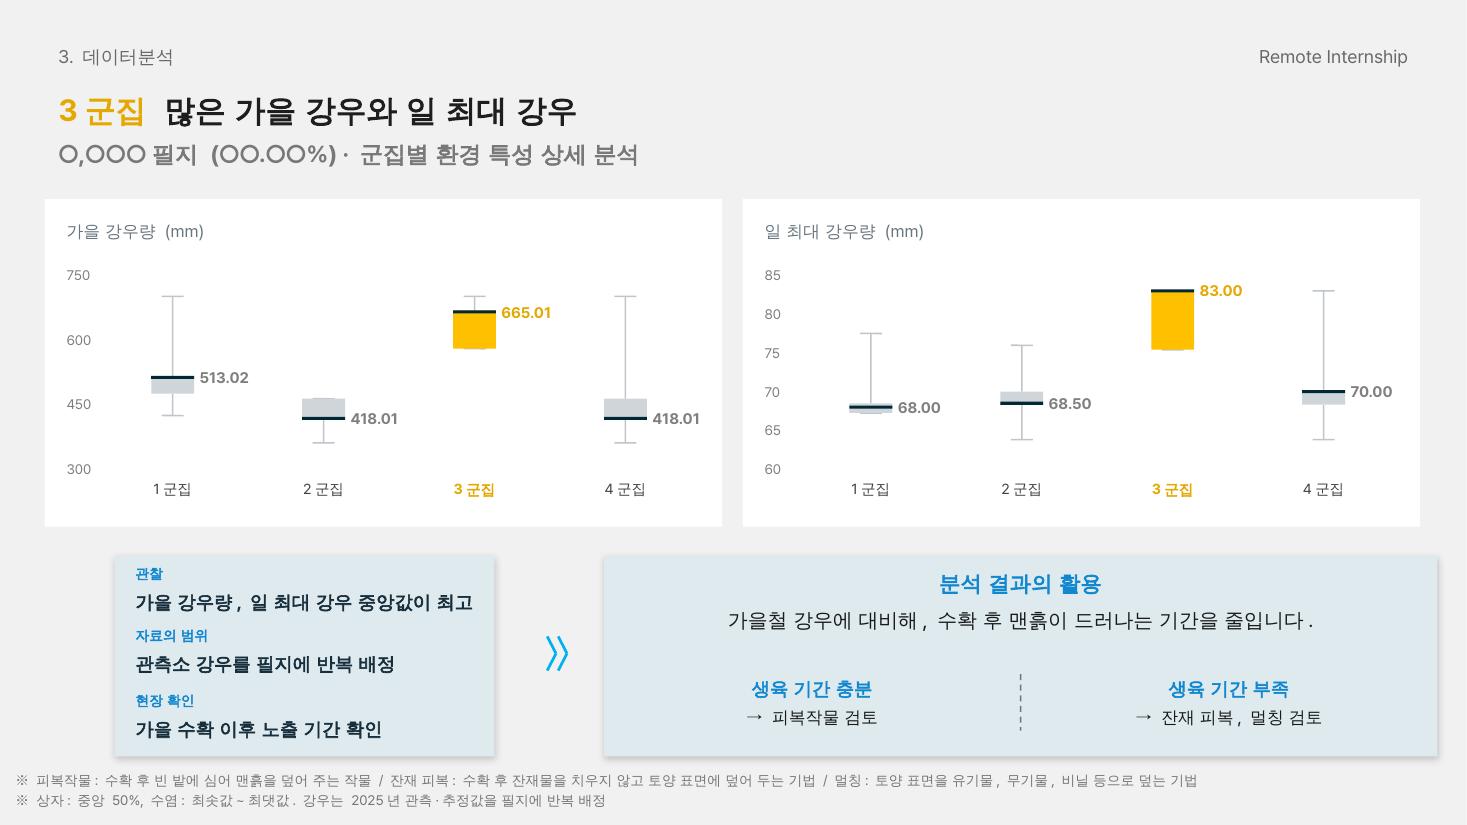 3. 데이터분석
Remote Internship
3 군집 많은 가을 강우와 일 최대 강우
O,OOO 필지 (OO.OO%) · 군집별 환경 특성 상세 분석
가을 강우량 (mm)
750
600
450
300
513.02
418.01
665.01
418.01
1 군집
2 군집
3 군집
4 군집
일 최대 강우량 (mm)
85
80
75
70
65
60
68.00
68.50
83.00
70.00
1 군집
2 군집
3 군집
4 군집
관찰
가을 강우량, 일 최대 강우 중앙값이 최고
자료의 범위
관측소 강우를 필지에 반복 배정
현장 확인
가을 수확 이후 노출 기간 확인
분석 결과의 활용
가을철 강우에 대비해, 수확 후 맨흙이 드러나는 기간을 줄입니다.
생육 기간 충분
→ 피복작물 검토
생육 기간 부족
→ 잔재 피복, 멀칭 검토
※ 피복작물: 수확 후 빈 밭에 심어 맨흙을 덮어 주는 작물 / 잔재 피복: 수확 후 잔재물을 치우지 않고 토양 표면에 덮어 두는 기법 / 멀칭: 토양 표면을 유기물, 무기물, 비닐 등으로 덮는 기법
※ 상자: 중앙 50%, 수염: 최솟값~최댓값. 강우는 2025년 관측·추정값을 필지에 반복 배정